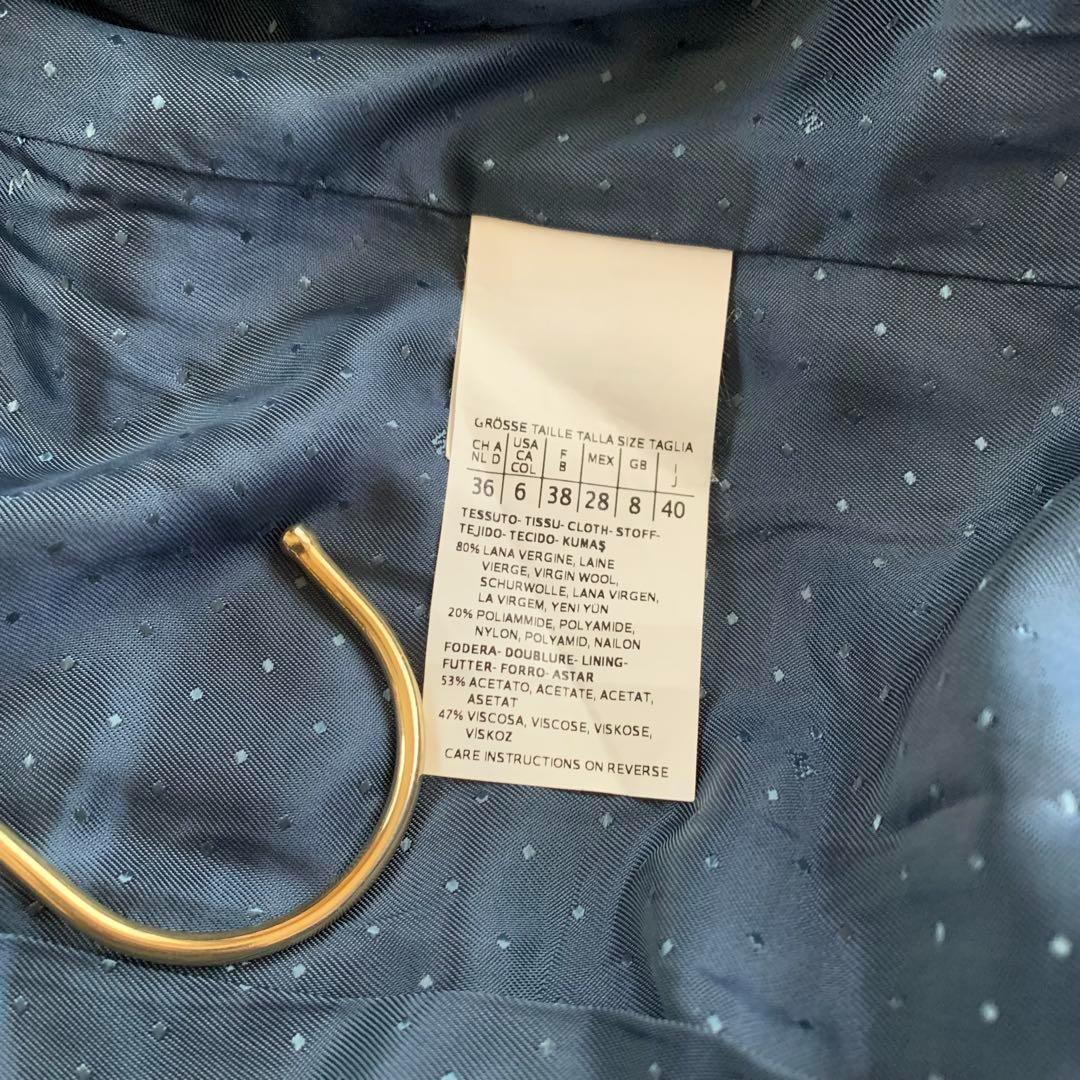 GRÖSSE TAILLE TALLA SIZE TAGLIA
CH A NL D USA CA COL F B MEX GB I J
36 6 38 28 8 40
TESSUTO- TISSU- CLOTH- STOFF-
TEJIDO- TECIDO- KUMAŞ
80% LANA VERGINE, LAINE
VIERGE, VIRGIN WOOL,
SCHURWOLLE, LANA VIRGEN,
LA VIRGEM, YENI YÜN
20% POLIAMMIDE, POLYAMIDE,
NYLON, POLYAMID, NAILON
FODERA- DOUBLURE- LINING-
FUTTER- FORRO- ASTAR
53% ACETATO, ACETATE, ACETAT,
ASETAT
47% VISCOSA, VISCOSE, VISKOSE,
VİSKOZ
CARE INSTRUCTIONS ON REVERSE